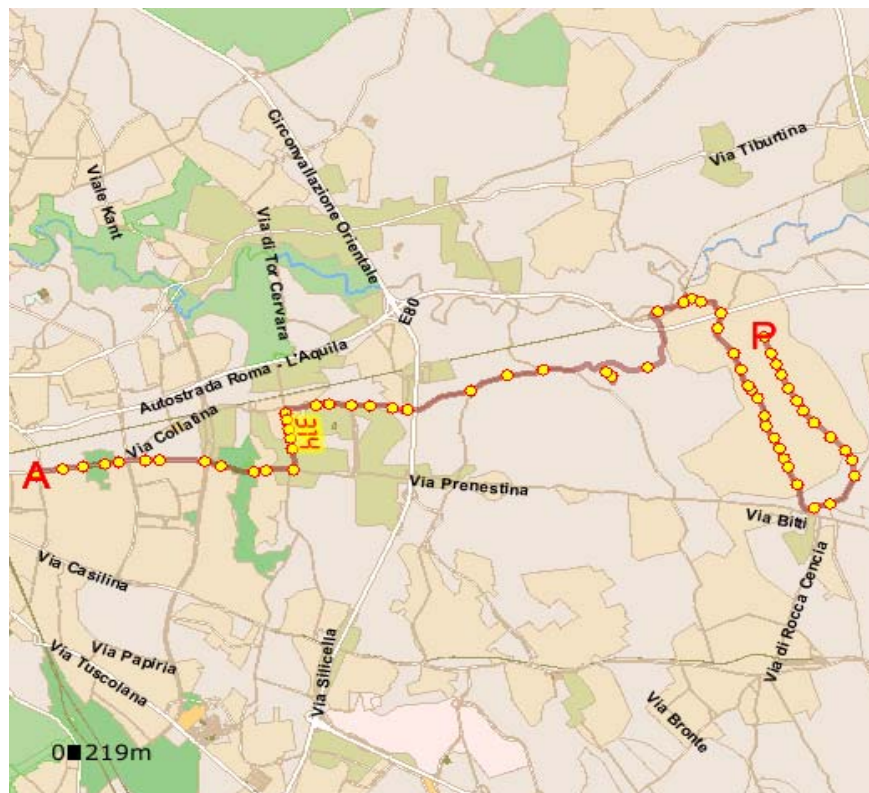 Circonvallazione Orientale
Via Tiburtina
Viale Kant
Via di Tor Cervara
E80
P
Autostrada Roma - L'Aquila
Via Collatina
314
A
Via Prenestina
Via Bitti
Via Casilina
Via di Rocca Cencia
Via Papiria
Via Tuscolana
Via Silicella
Via Bronte
0 219m